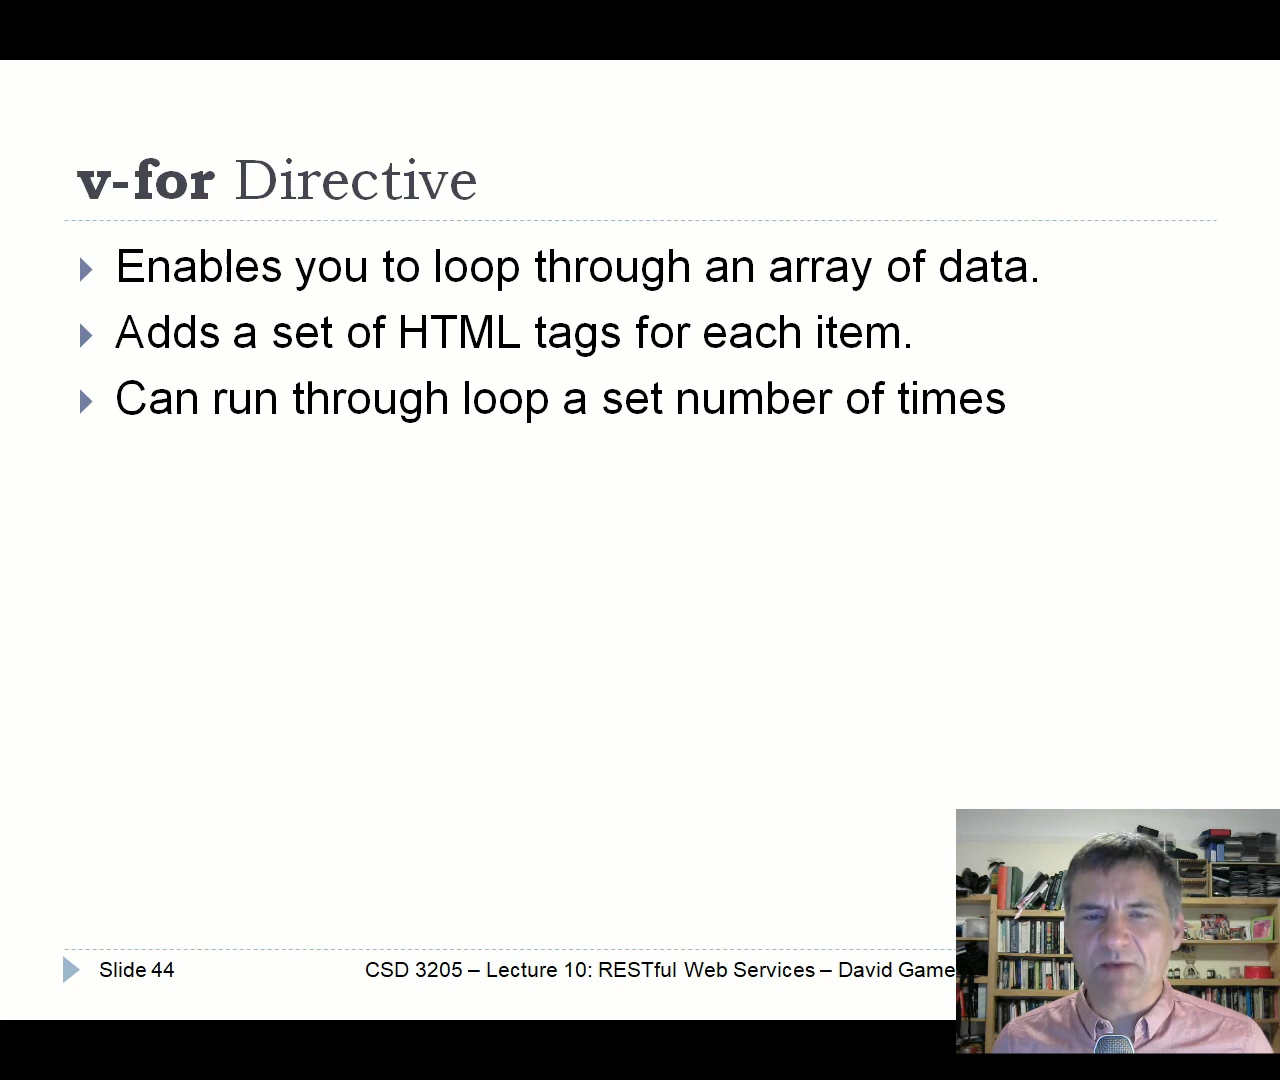 v-for Directive
Enables you to loop through an array of data.
Adds a set of HTML tags for each item.
Can run through loop a set number of times
Slide 44
CSD 3205 – Lecture 10: RESTful Web Services – David Game